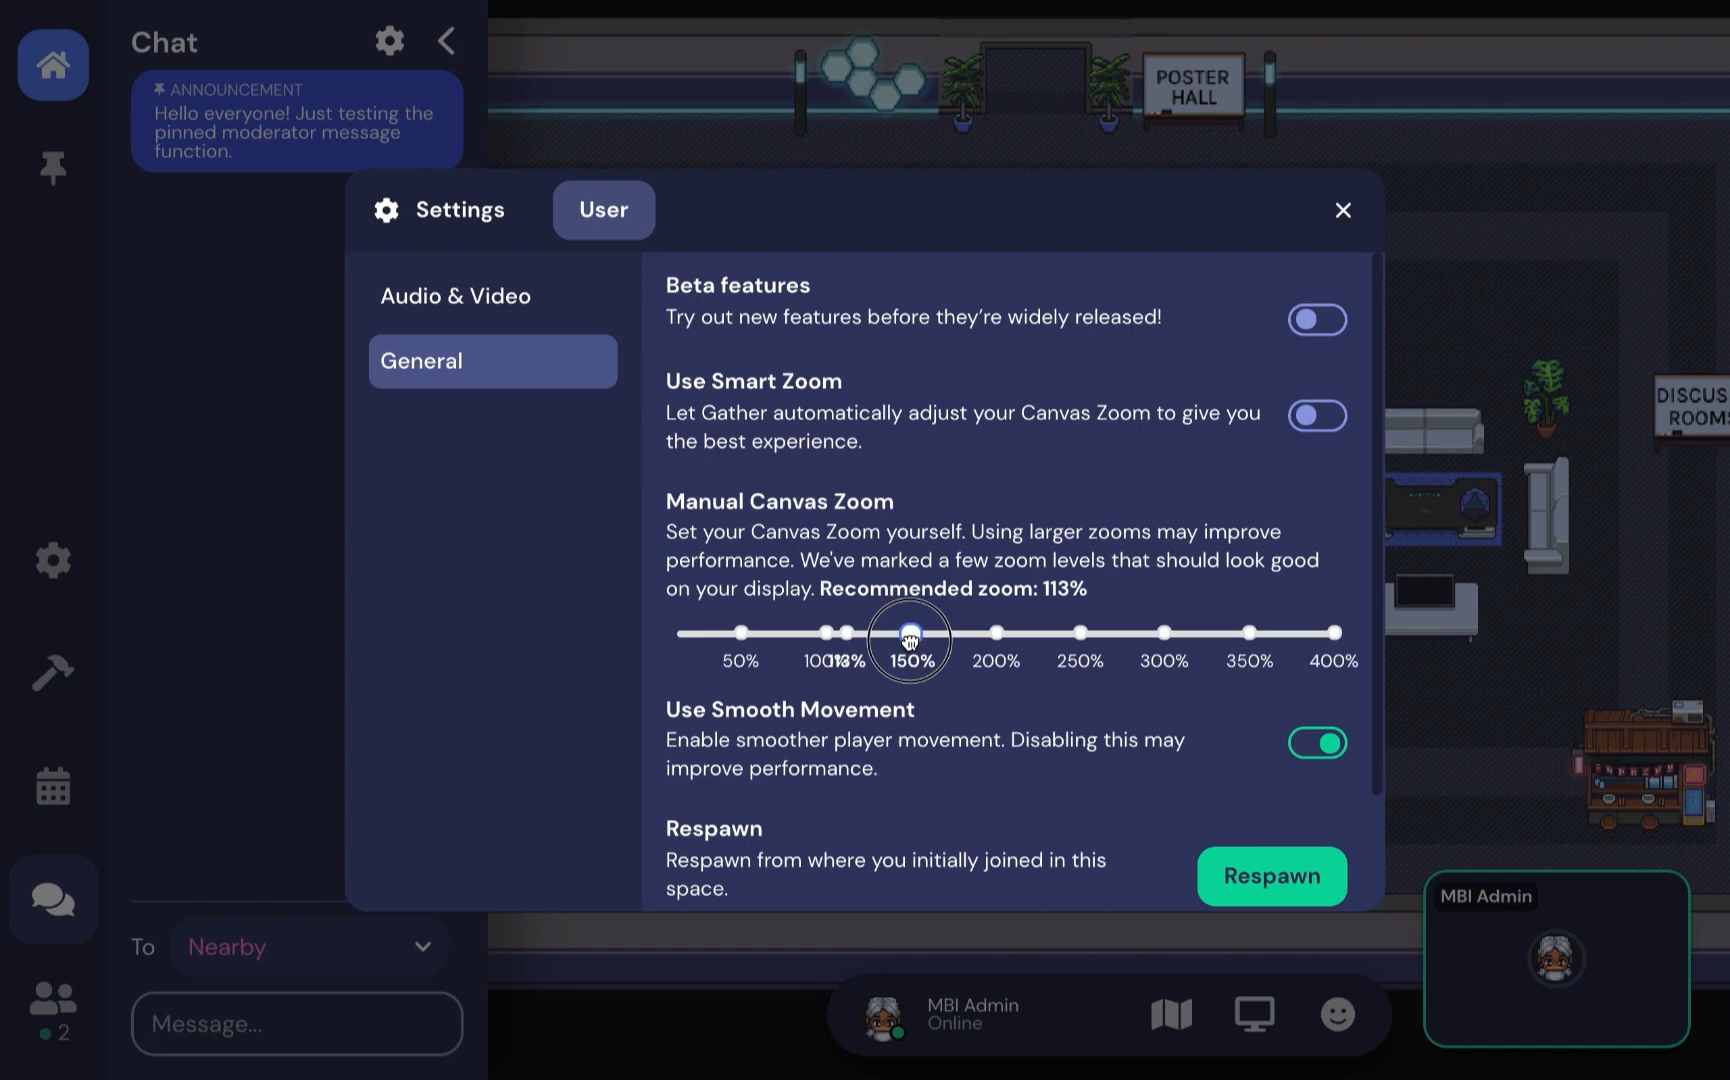 Chat
ANNOUNCEMENT
Hello everyone! Just testing the
pinned moderator message
function.
POSTER
HALL
Settings
User
Audio & Video
General
Beta features
Try out new features before they’re widely released!
Use Smart Zoom
Let Gather automatically adjust your Canvas Zoom to give you
the best experience.
Manual Canvas Zoom
Set your Canvas Zoom yourself. Using larger zooms may improve
performance. We've marked a few zoom levels that should look good
on your display. Recommended zoom: 113%
50% 100% 113% 150% 200% 250% 300% 350% 400%
Use Smooth Movement
Enable smoother player movement. Disabling this may
improve performance.
Respawn
Respawn from where you initially joined in this
space.
Respawn
DISCUS
ROOMS
To Nearby
Message...
2
MBI Admin
Online
MBI Admin